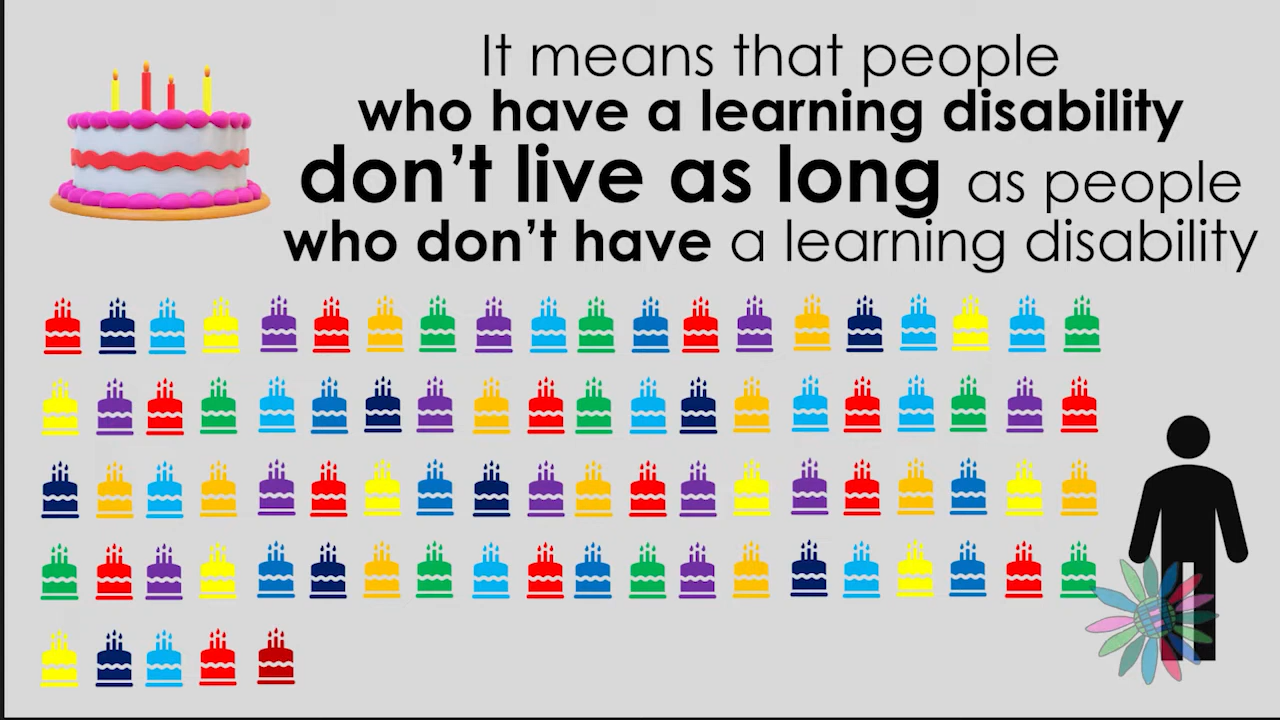 It means that people
who have a learning disability
don’t live as long as people
who don’t have a learning disability